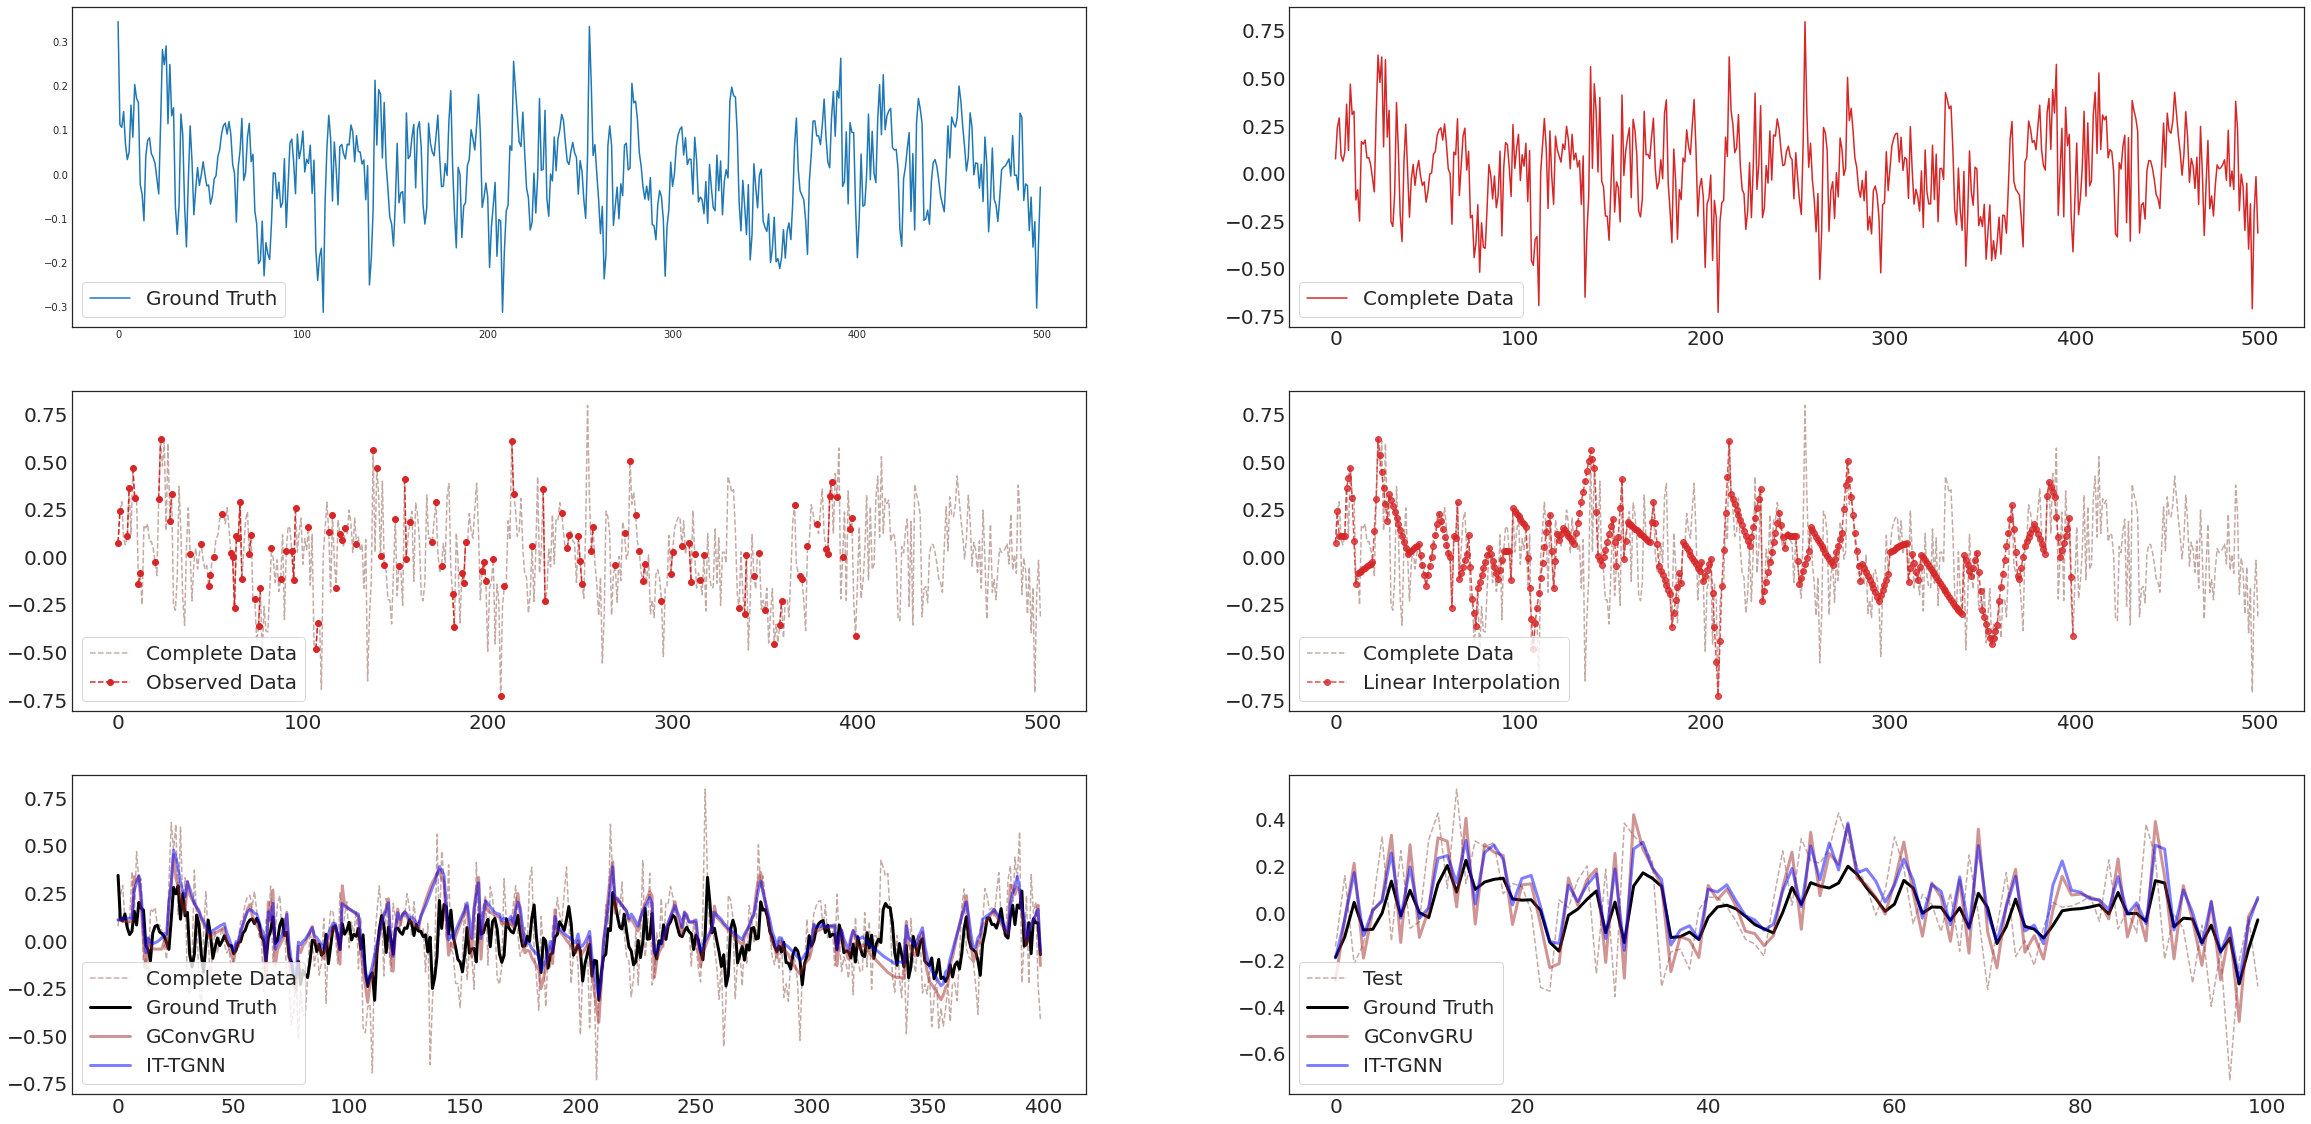 0.3
0.2
0.1
0.0
−0.1
−0.2
−0.3
Ground Truth
0 100 200 300 400 500
0.75
0.50
0.25
0.00
−0.25
−0.50
−0.75
Complete Data
0 100 200 300 400 500
0.75
0.50
0.25
0.00
−0.25
−0.50
−0.75
Complete Data
Observed Data
0 100 200 300 400 500
0.75
0.50
0.25
0.00
−0.25
−0.50
−0.75
Complete Data
Linear Interpolation
0 100 200 300 400 500
0.75
0.50
0.25
0.00
−0.25
−0.50
−0.75
Complete Data
Ground Truth
GConvGRU
IT-TGNN
0 50 100 150 200 250 300 350 400
0.4
0.2
0.0
−0.2
−0.4
−0.6
Test
Ground Truth
GConvGRU
IT-TGNN
0 20 40 60 80 100